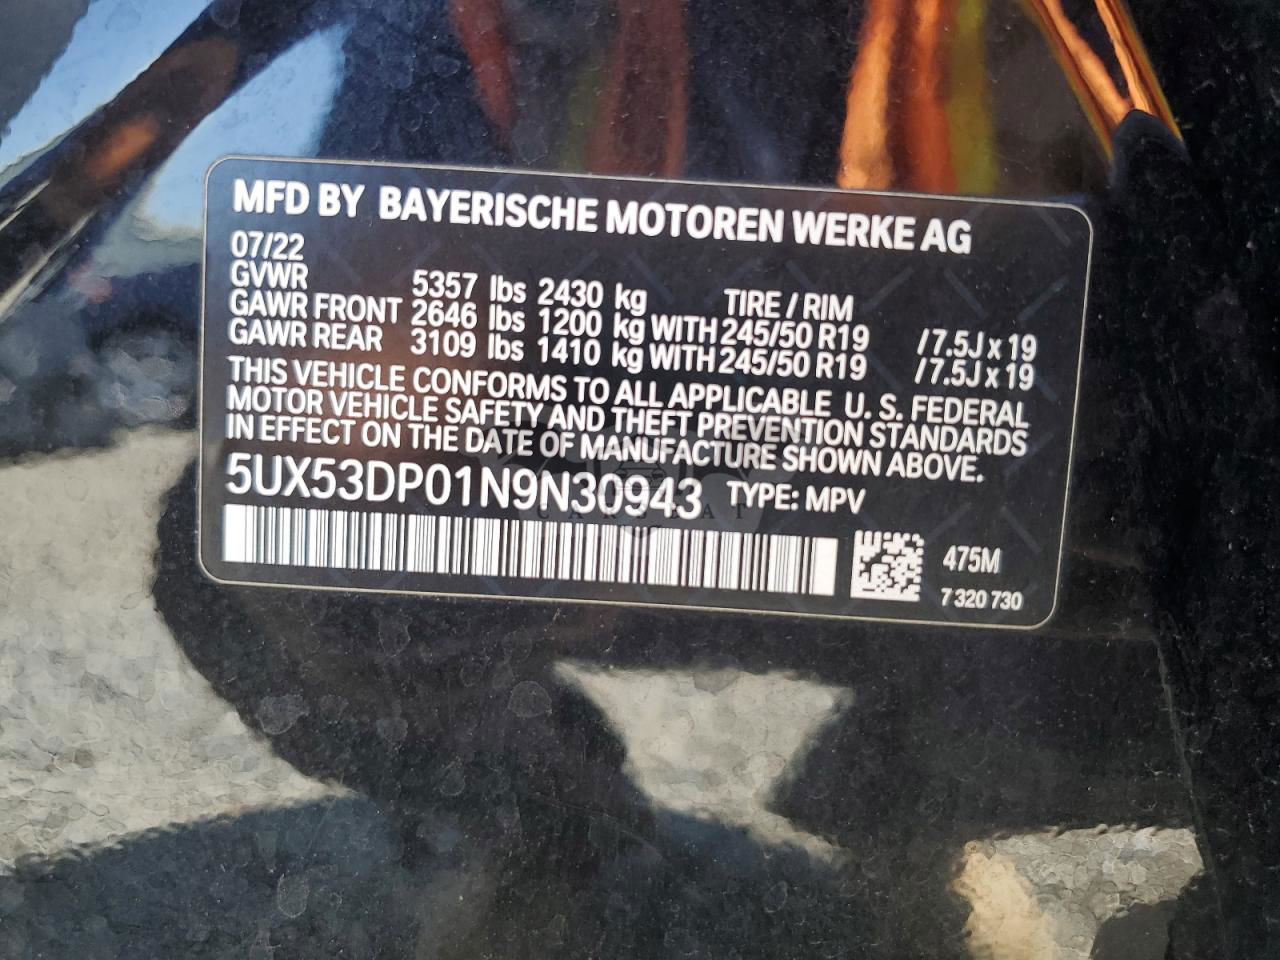 MFD BY BAYERISCHE MOTOREN WERKE AG
07/22
GVWR 5357 lbs 2430 kg TIRE / RIM
GAWR FRONT 2646 lbs 1200 kg WITH 245/50 R19 / 7.5J x 19
GAWR REAR 3109 lbs 1410 kg WITH 245/50 R19 / 7.5J x 19
THIS VEHICLE CONFORMS TO ALL APPLICABLE U. S. FEDERAL
MOTOR VEHICLE SAFETY AND THEFT PREVENTION STANDARDS
IN EFFECT ON THE DATE OF MANUFACTURE SHOWN ABOVE.
5UX53DP01N9N30943 TYPE: MPV
475M
7 320 730